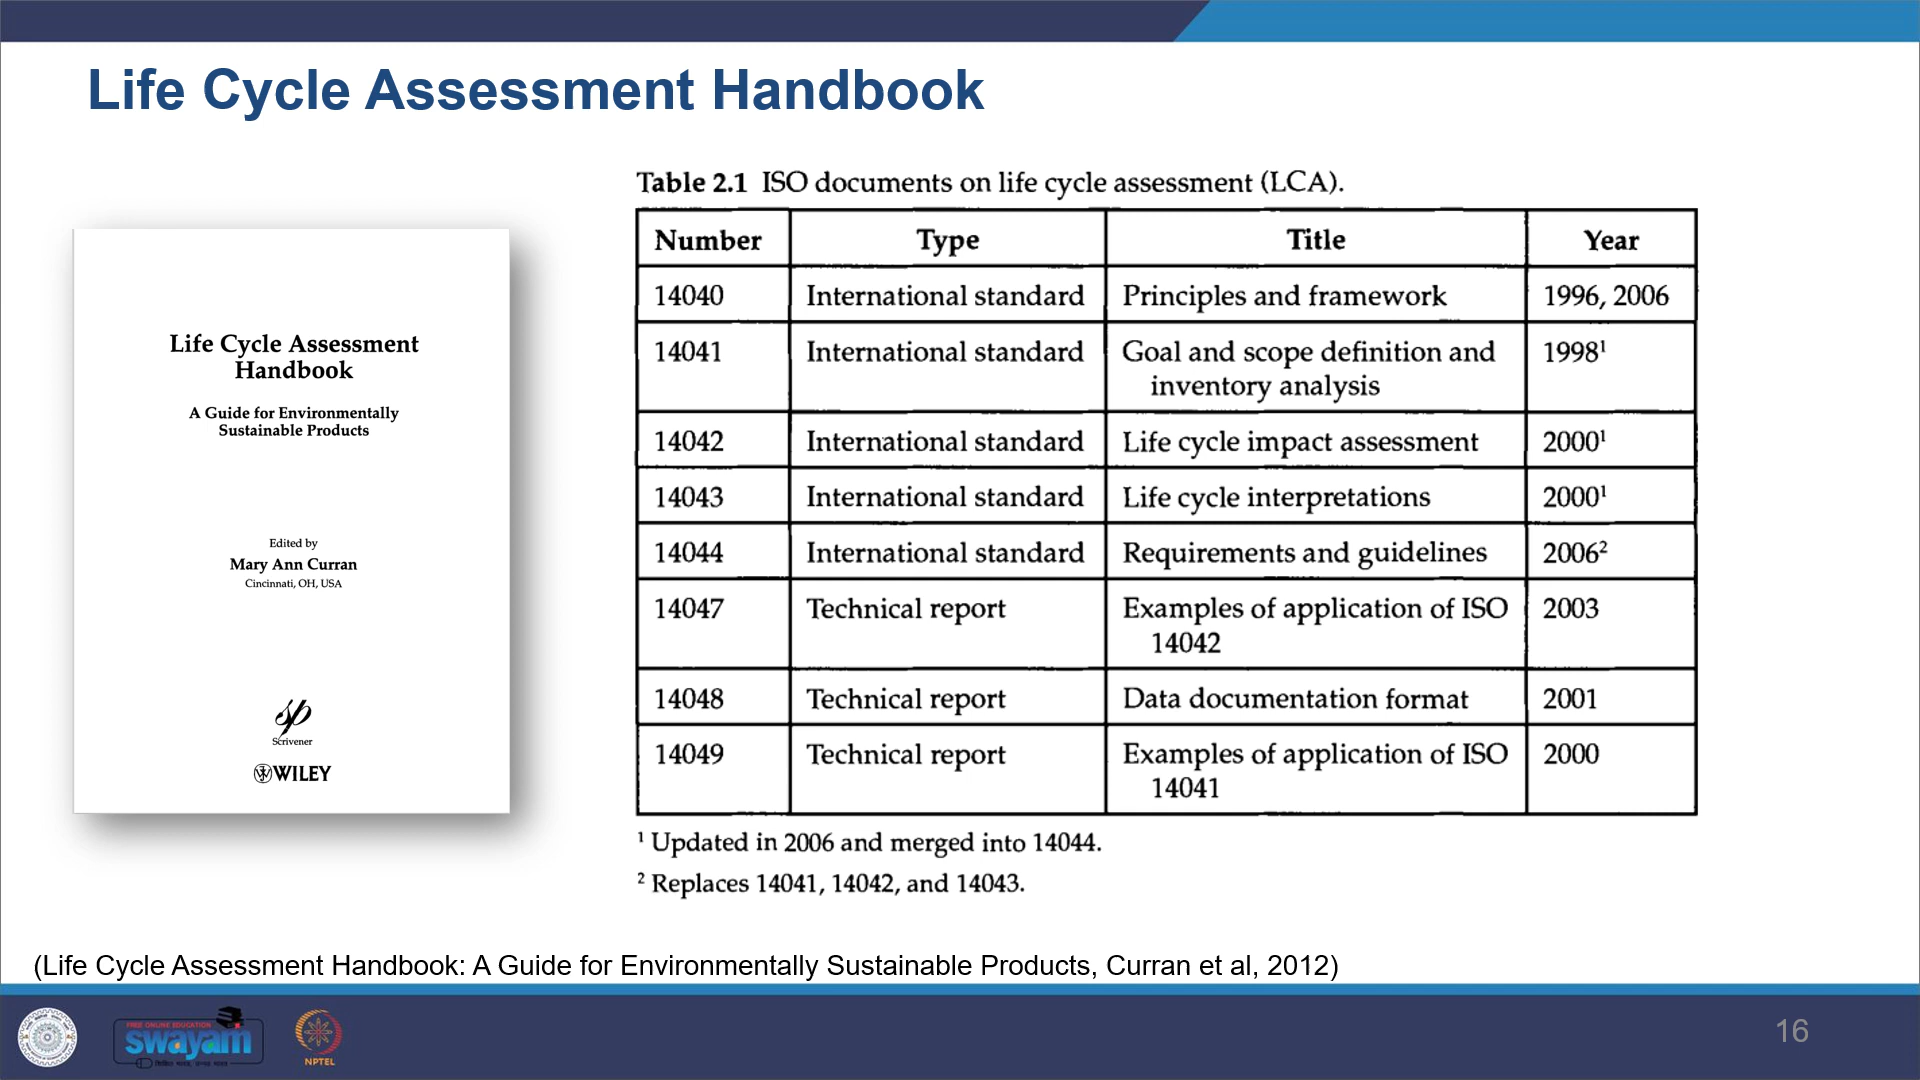 Life Cycle Assessment Handbook
Life Cycle Assessment
Handbook
A Guide for Environmentally
Sustainable Products
Edited by
Mary Ann Curran
Cincinnati, OH, USA
sp
Scrivener
WILEY
Table 2.1 ISO documents on life cycle assessment (LCA).
Number Type Title Year
14040 International standard Principles and framework 1996, 2006
14041 International standard Goal and scope definition and 1998¹
inventory analysis
14042 International standard Life cycle impact assessment 2000¹
14043 International standard Life cycle interpretations 2000¹
14044 International standard Requirements and guidelines 2006²
14047 Technical report Examples of application of ISO 2003
14042
14048 Technical report Data documentation format 2001
14049 Technical report Examples of application of ISO 2000
14041
¹ Updated in 2006 and merged into 14044.
² Replaces 14041, 14042, and 14043.
(Life Cycle Assessment Handbook: A Guide for Environmentally Sustainable Products, Curran et al, 2012)
FREE ONLINE EDUCATION
swayam
NPTEL
16